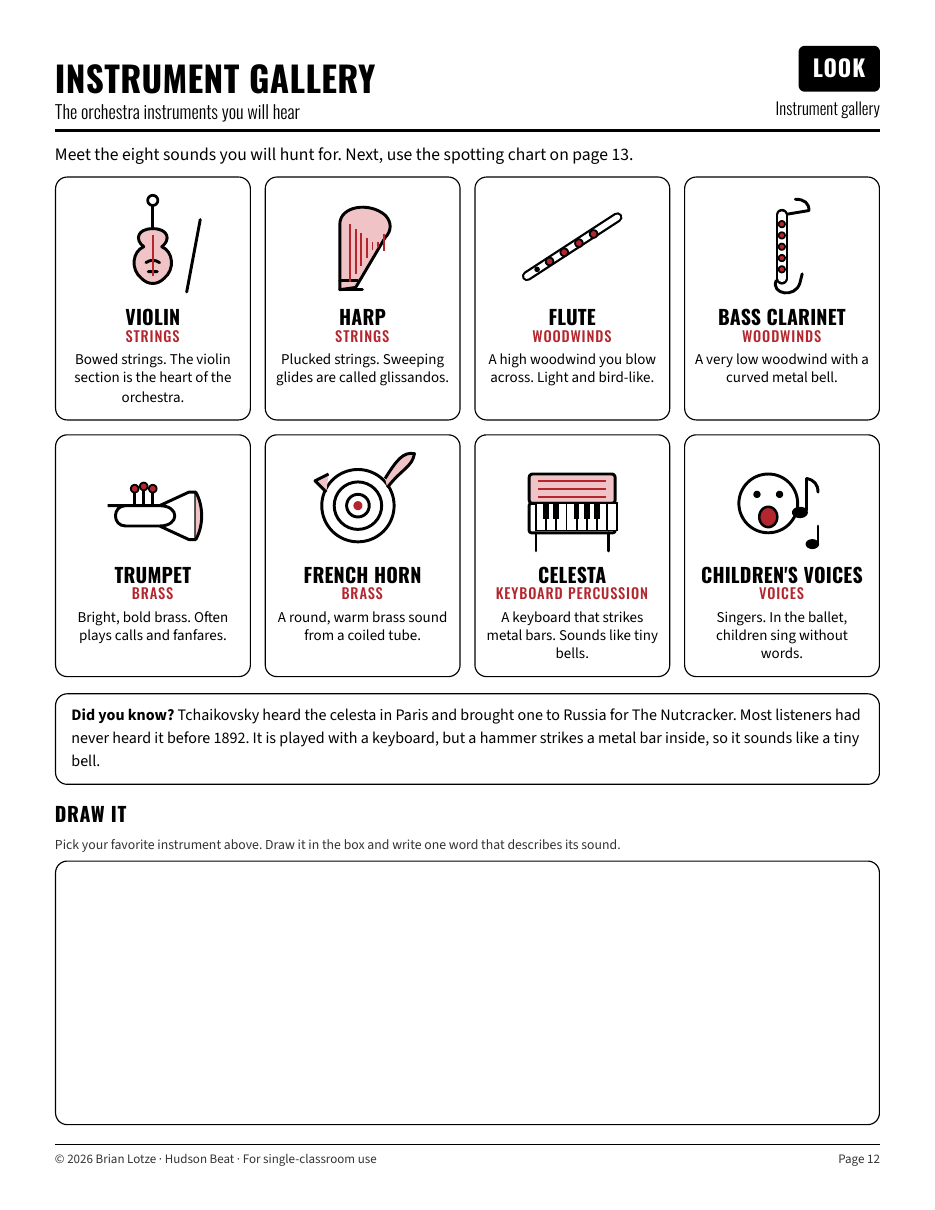 INSTRUMENT GALLERY
The orchestra instruments you will hear
LOOK
Instrument gallery
Meet the eight sounds you will hunt for. Next, use the spotting chart on page 13.
VIOLIN
STRINGS
Bowed strings. The violin
section is the heart of the
orchestra.
HARP
STRINGS
Plucked strings. Sweeping
glides are called glissandos.
FLUTE
WOODWINDS
A high woodwind you blow
across. Light and bird-like.
BASS CLARINET
WOODWINDS
A very low woodwind with a
curved metal bell.
TRUMPET
BRASS
Bright, bold brass. Often
plays calls and fanfares.
FRENCH HORN
BRASS
A round, warm brass sound
from a coiled tube.
CELESTA
KEYBOARD PERCUSSION
A keyboard that strikes
metal bars. Sounds like tiny
bells.
CHILDREN'S VOICES
VOICES
Singers. In the ballet,
children sing without
words.
Did you know? Tchaikovsky heard the celesta in Paris and brought one to Russia for The Nutcracker. Most listeners had
never heard it before 1892. It is played with a keyboard, but a hammer strikes a metal bar inside, so it sounds like a tiny
bell.
DRAW IT
Pick your favorite instrument above. Draw it in the box and write one word that describes its sound.
© 2026 Brian Lotze · Hudson Beat · For single-classroom use
Page 12